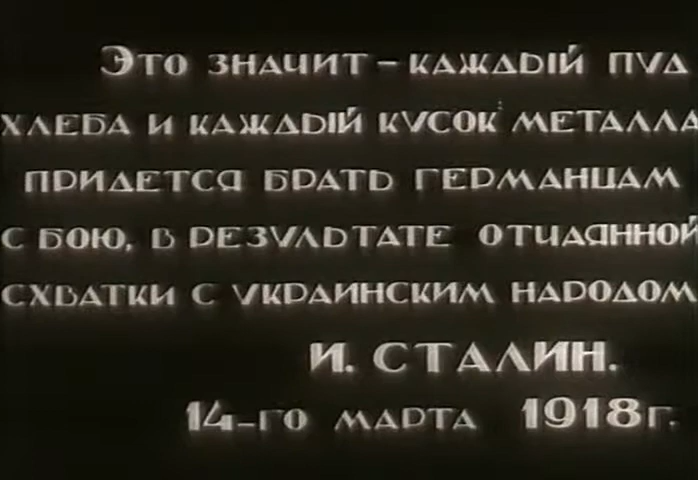 Это значит – каждый пуд
хлеба и каждый кусок металла
придется брать германцам
с бою, в результате отчаянной
схватки с украинским народом
И. СТАЛИН.
14-го марта 1918 г.